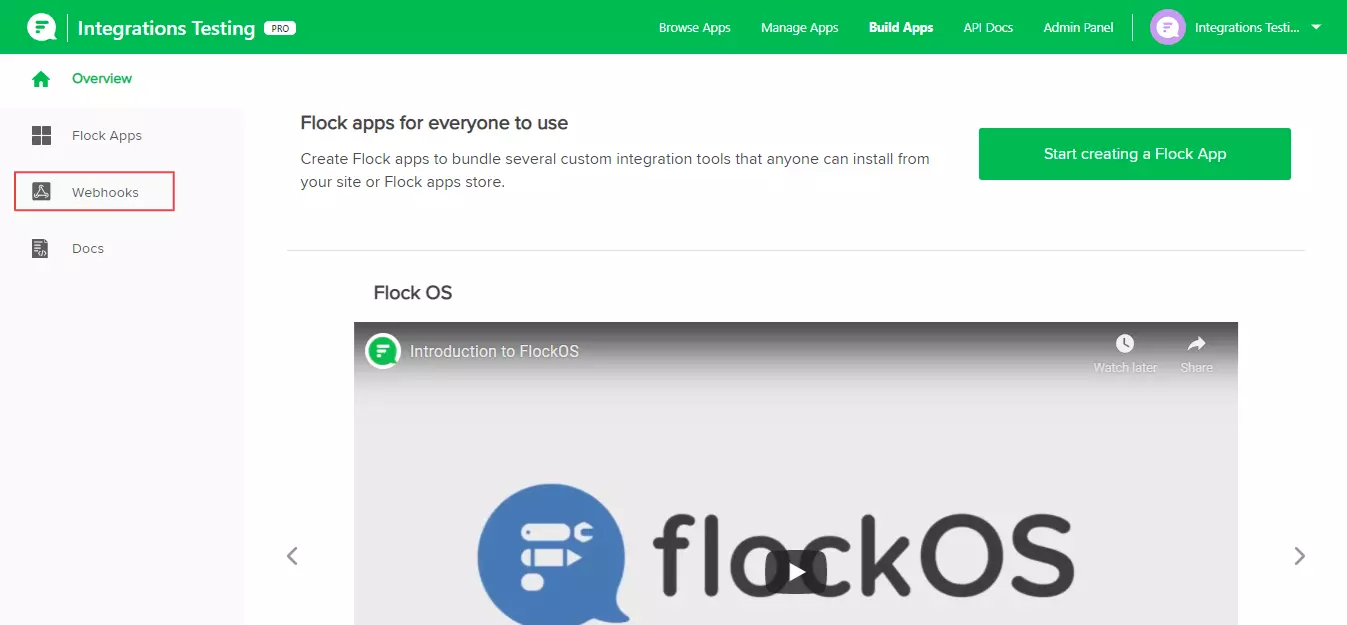 Integrations Testing PRO
Browse Apps Manage Apps Build Apps API Docs Admin Panel Integrations Testi...
Overview
Flock Apps
Webhooks
Docs
Flock apps for everyone to use
Create Flock apps to bundle several custom integration tools that anyone can install from
your site or Flock apps store.
Start creating a Flock App
Flock OS
Introduction to FlockOS
Watch later
Share
flockOS